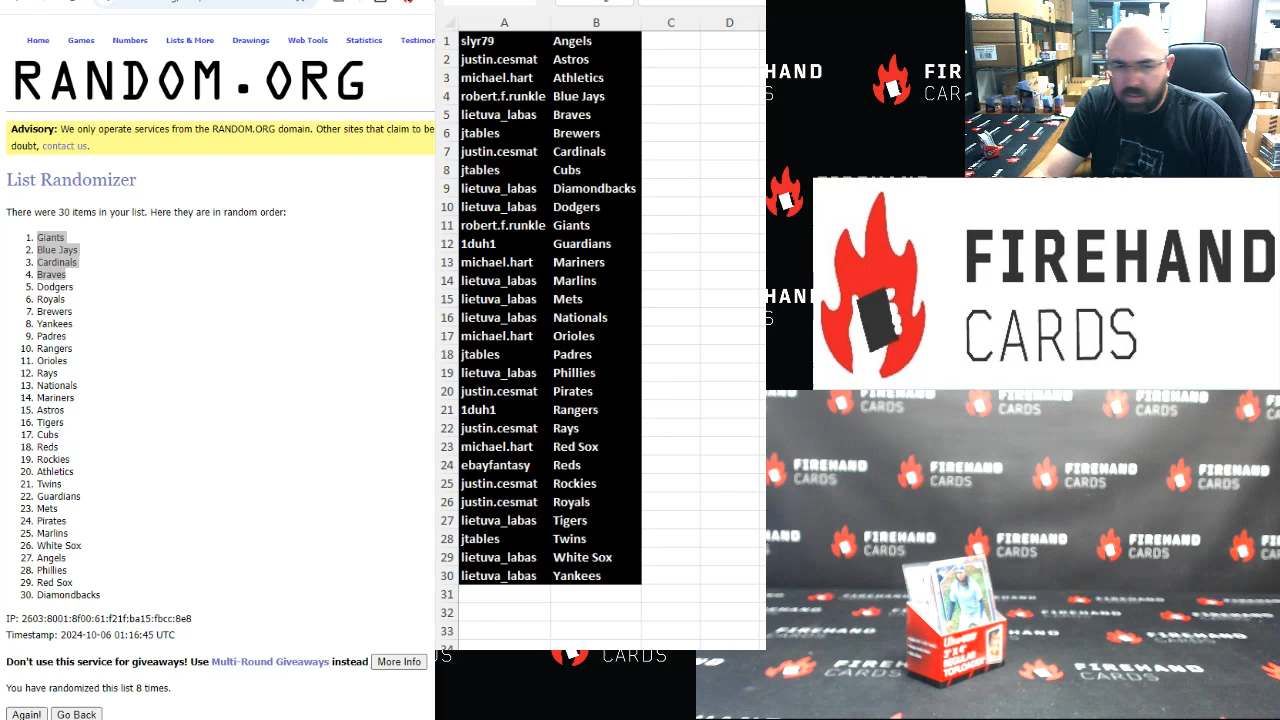 Home Games Numbers Lists & More Drawings Web Tools Statistics Testimon
RANDOM.ORG
Advisory: We only operate services from the RANDOM.ORG domain. Other sites that claim to be
doubt, contact us.
List Randomizer
There were 30 items in your list. Here they are in random order:
1. Giants
2. Blue Jays
3. Cardinals
4. Braves
5. Dodgers
6. Royals
7. Brewers
8. Yankees
9. Padres
10. Rangers
11. Orioles
12. Rays
13. Nationals
14. Mariners
15. Astros
16. Tigers
17. Cubs
18. Reds
19. Rockies
20. Athletics
21. Twins
22. Guardians
23. Mets
24. Pirates
25. Marlins
26. White Sox
27. Angels
28. Phillies
29. Red Sox
30. Diamondbacks
IP: 2603:8001:8f00:61:f21f:ba15:fbcc:8e8
Timestamp: 2024-10-06 01:16:45 UTC
Don't use this service for giveaways! Use Multi-Round Giveaways instead More Info
You have randomized this list 8 times.
Again! Go Back
A B C D
1 slyr79 Angels
2 justin.cesmat Astros
3 michael.hart Athletics
4 robert.f.runkle Blue Jays
5 lietuva_labas Braves
6 jtables Brewers
7 justin.cesmat Cardinals
8 jtables Cubs
9 lietuva_labas Diamondbacks
10 lietuva_labas Dodgers
11 robert.f.runkle Giants
12 1duh1 Guardians
13 michael.hart Mariners
14 lietuva_labas Marlins
15 lietuva_labas Mets
16 lietuva_labas Nationals
17 michael.hart Orioles
18 jtables Padres
19 lietuva_labas Phillies
20 justin.cesmat Pirates
21 1duh1 Rangers
22 justin.cesmat Rays
23 michael.hart Red Sox
24 ebayfantasy Reds
25 justin.cesmat Rockies
26 justin.cesmat Royals
27 lietuva_labas Tigers
28 jtables Twins
29 lietuva_labas White Sox
30 lietuva_labas Yankees
31
32
33
34
FIREHAND
CARDS
FIREHAND
CARDS
FIREHAND
CARDS
FIREHAND
CARDS
3" x 4"
REGULAR
TOPLOADER